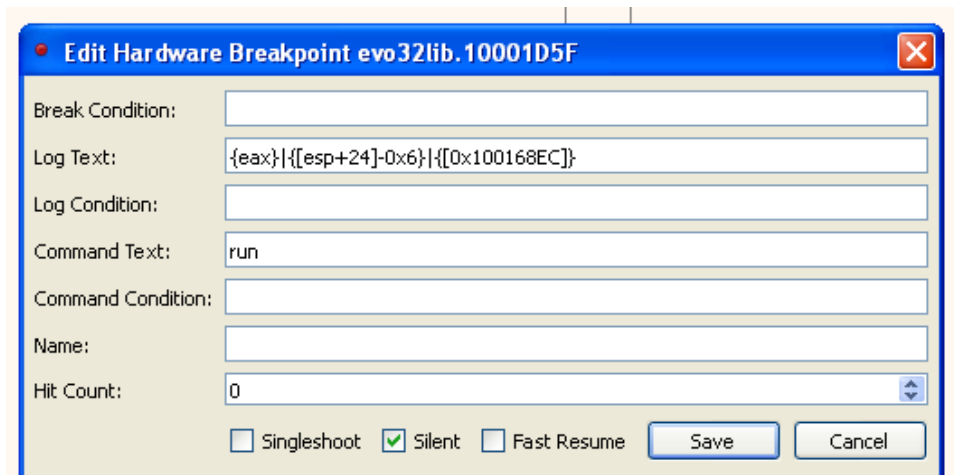 Edit Hardware Breakpoint evo32lib.10001D5F
Break Condition:
Log Text: {eax}|{[esp+24]-0x6}|{[0x100168EC]}
Log Condition:
Command Text: run
Command Condition:
Name:
Hit Count: 0
Singleshoot Silent Fast Resume Save Cancel